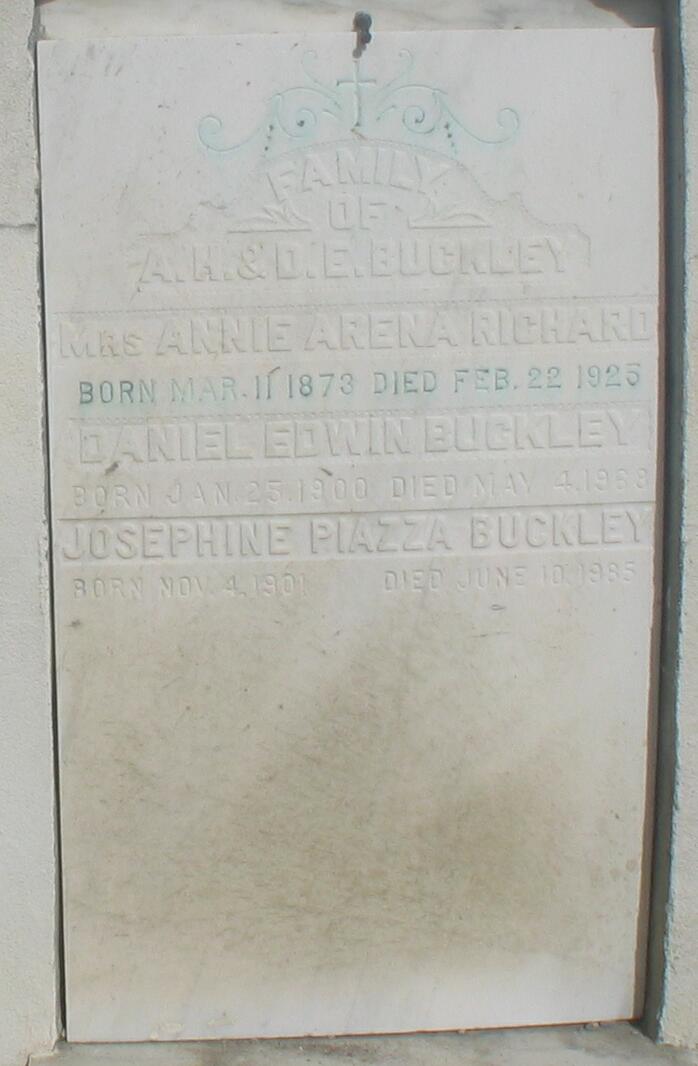 FAMILY
OF
A.H. & D.E. BUCKLEY
MRS ANNIE ARENA RICHARD
BORN MAR. 11 1873 DIED FEB. 22 1925
DANIEL EDWIN BUCKLEY
BORN JAN. 25. 1900 DIED MAY 4. 1968
JOSEPHINE PIAZZA BUCKLEY
BORN NOV. 4. 1901 DIED JUNE 10. 1985